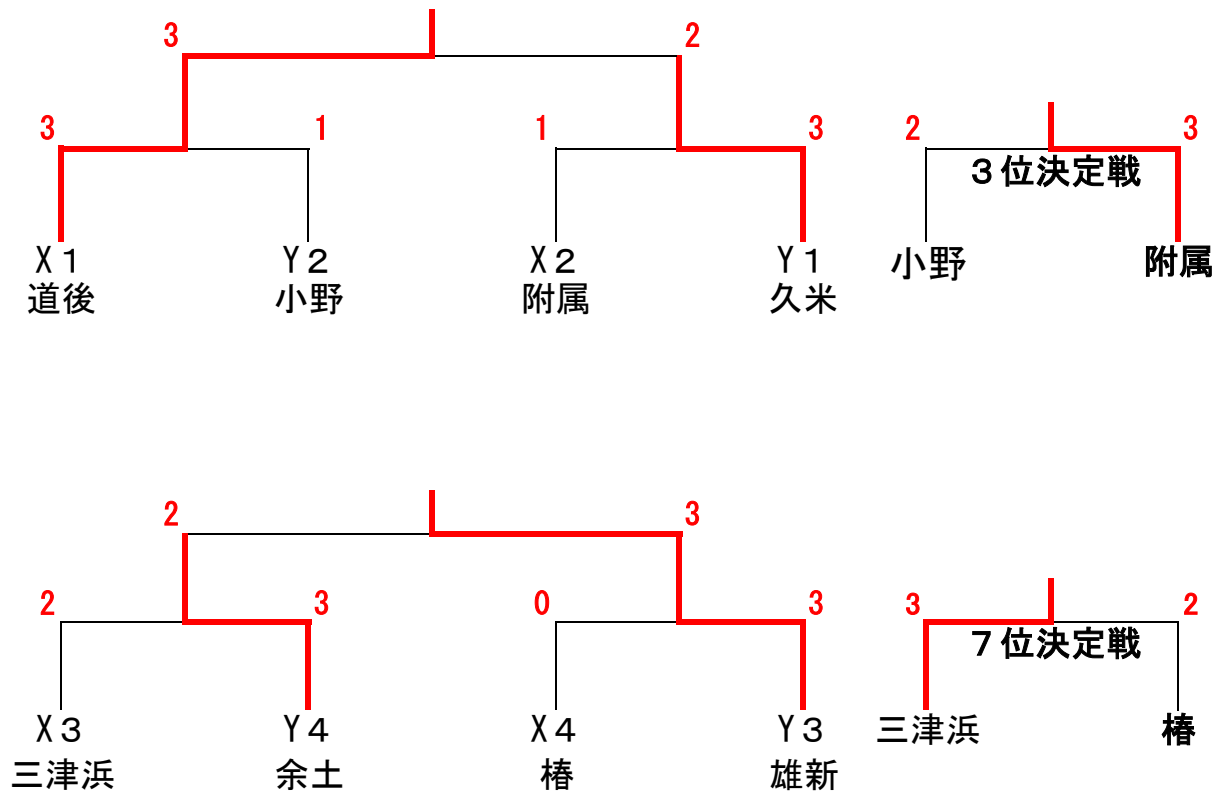 3 2
3 1 1 3 2 3
3位決定戦
X1 Y2 X2 Y1 小野 附属
道後 小野 附属 久米
2 3
2 3 0 3 3 2
7位決定戦
X3 Y4 X4 Y3 三津浜 椿
三津浜 余土 椿 雄新